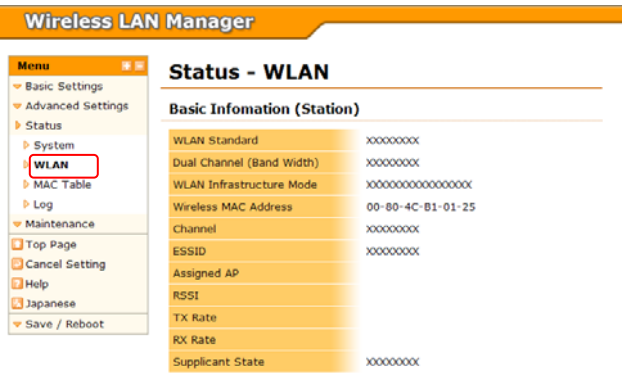 Wireless LAN Manager
Menu
Basic Settings
Advanced Settings
Status
System
WLAN
MAC Table
Log
Maintenance
Top Page
Cancel Setting
Help
Japanese
Save / Reboot
Status - WLAN
Basic Infomation (Station)
WLAN Standard XXXXXXXX
Dual Channel (Band Width) XXXXXXXX
WLAN Infrastructure Mode XXXXXXXXXXXXXXXX
Wireless MAC Address 00-80-4C-B1-01-25
Channel XXXXXXXX
ESSID XXXXXXXX
Assigned AP
RSSI
TX Rate
RX Rate
Supplicant State XXXXXXXX